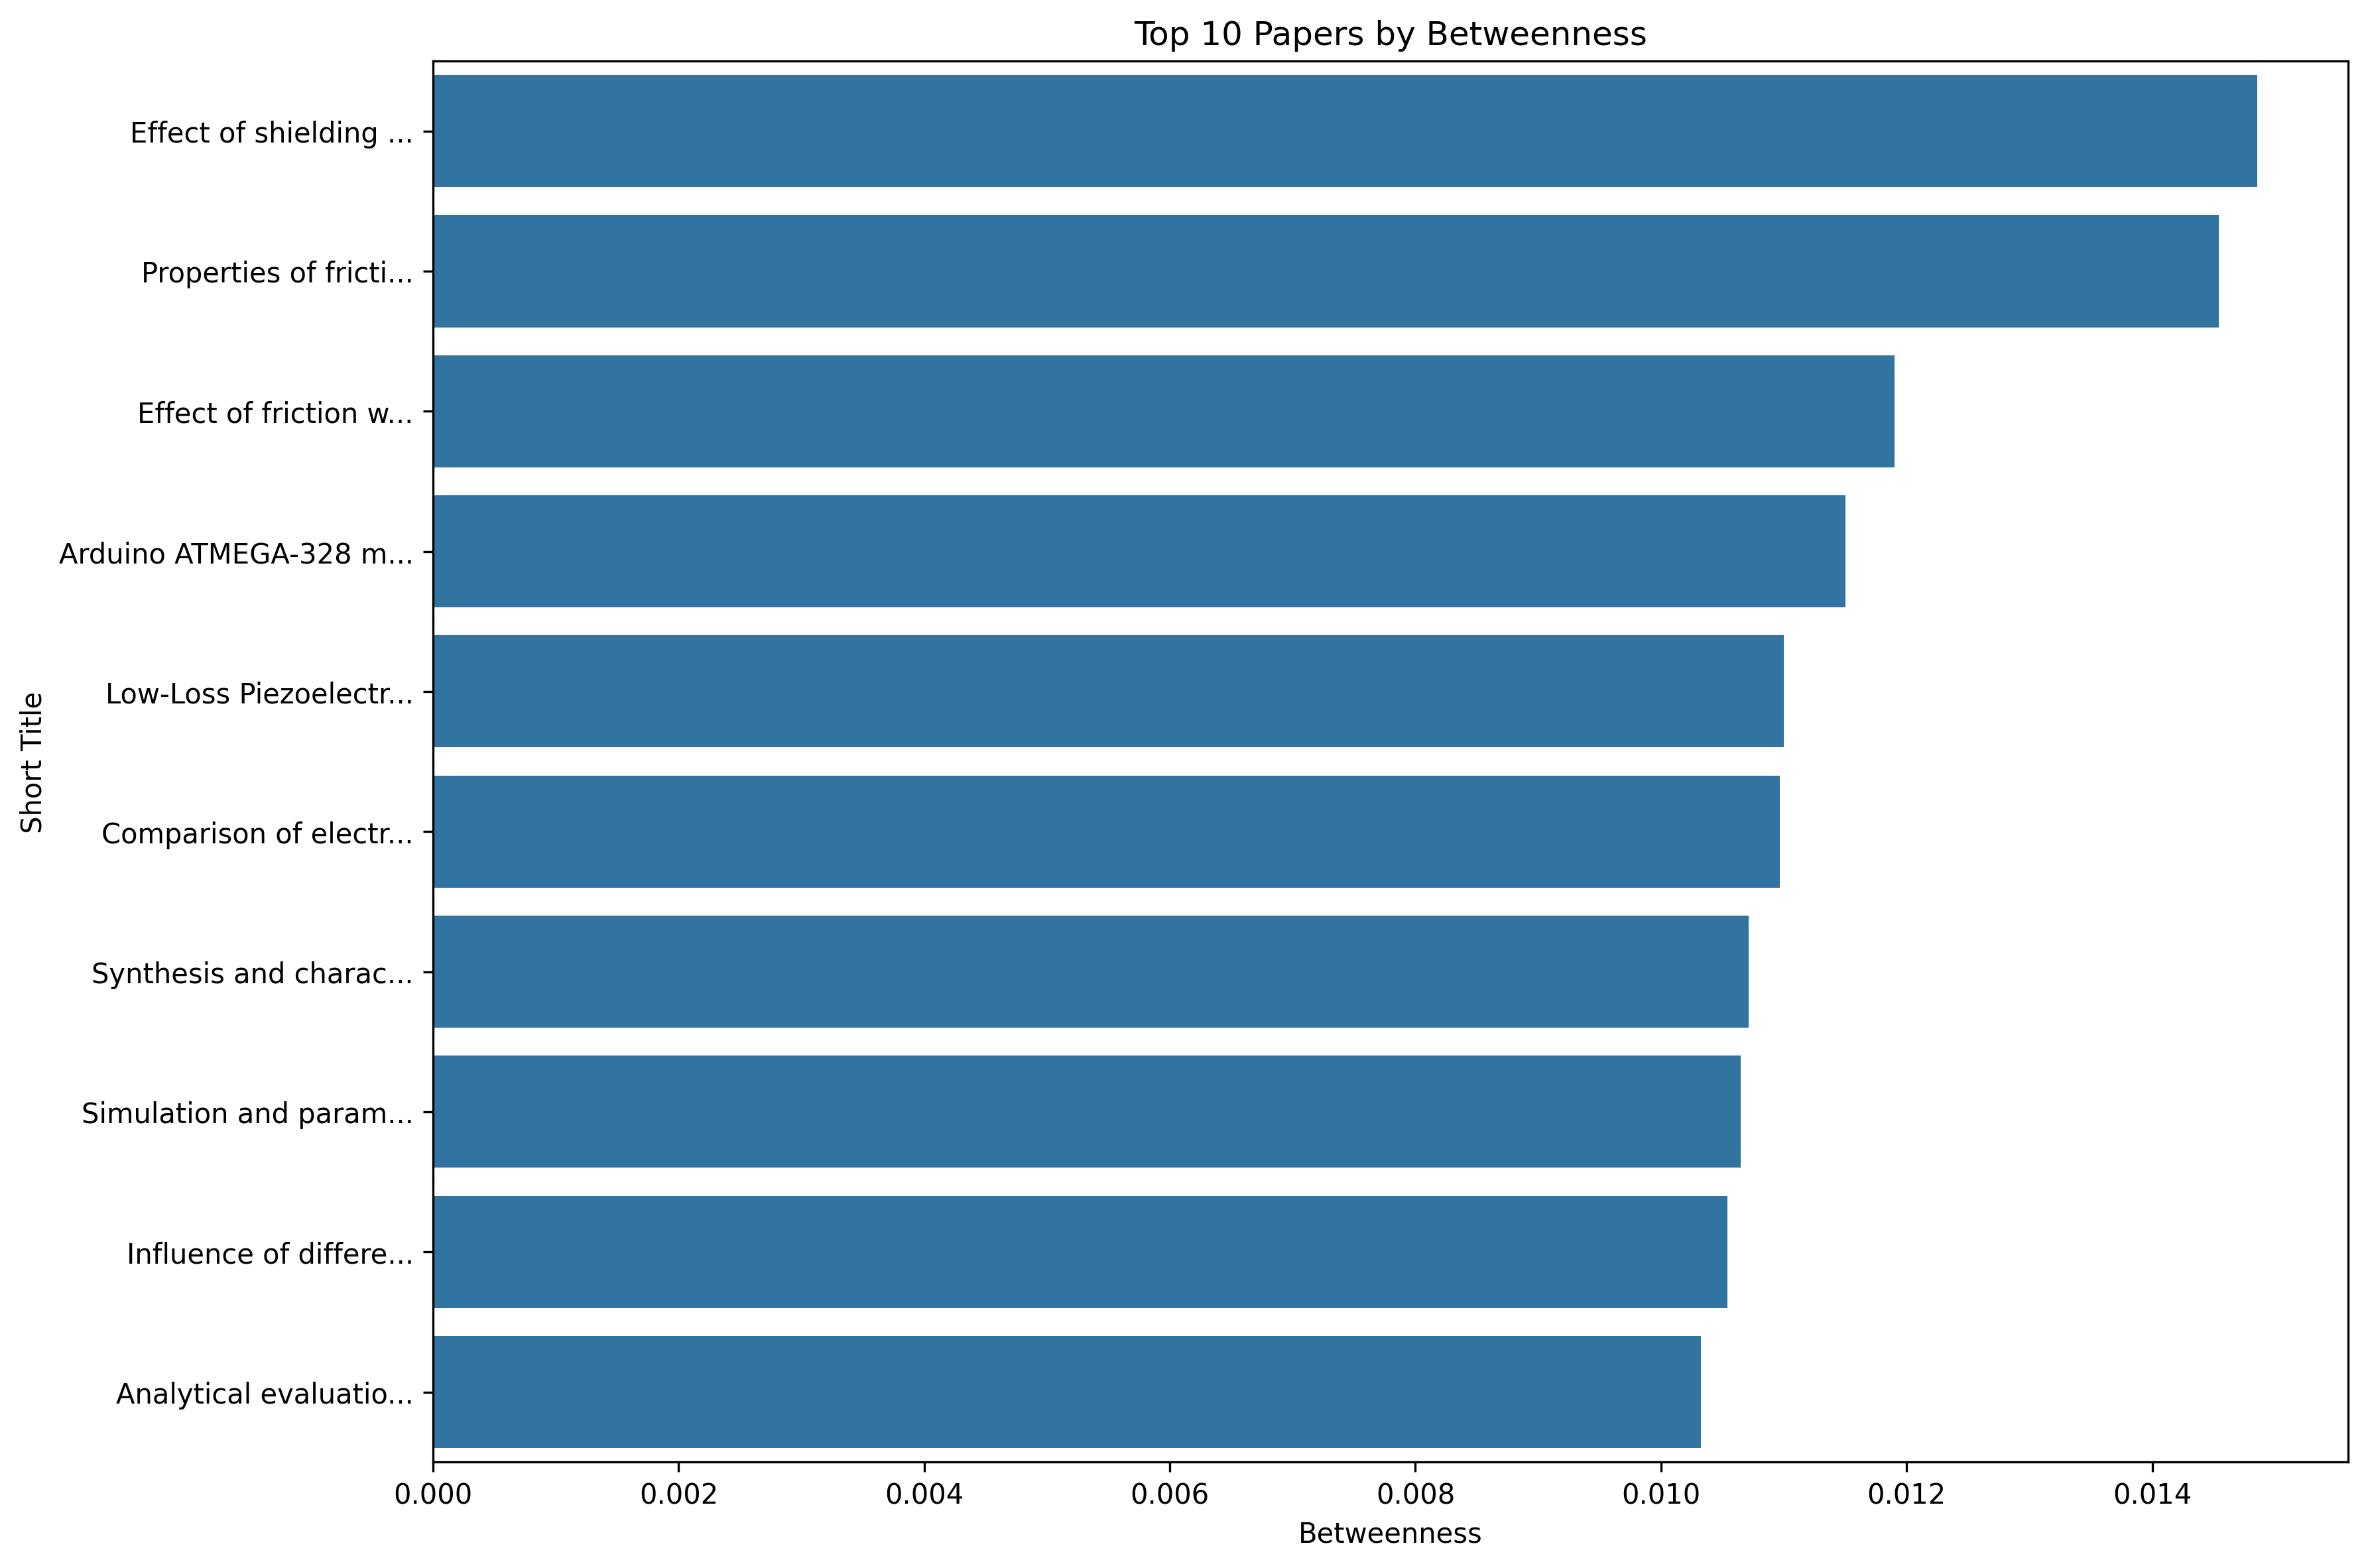 Top 10 Papers by Betweenness
Short Title
Effect of shielding ...
Properties of fricti...
Effect of friction w...
Arduino ATMEGA-328 m...
Low-Loss Piezoelectr...
Comparison of electr...
Synthesis and charac...
Simulation and param...
Influence of differe...
Analytical evaluatio...
0.000 0.002 0.004 0.006 0.008 0.010 0.012 0.014
Betweenness